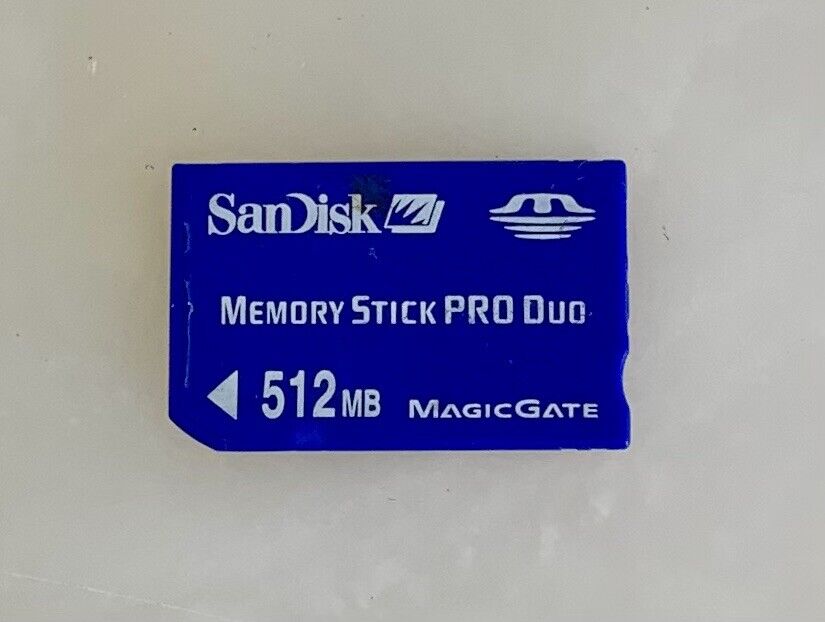 SanDisk
MEMORY STICK PRO DUO
512MB MAGICGATE